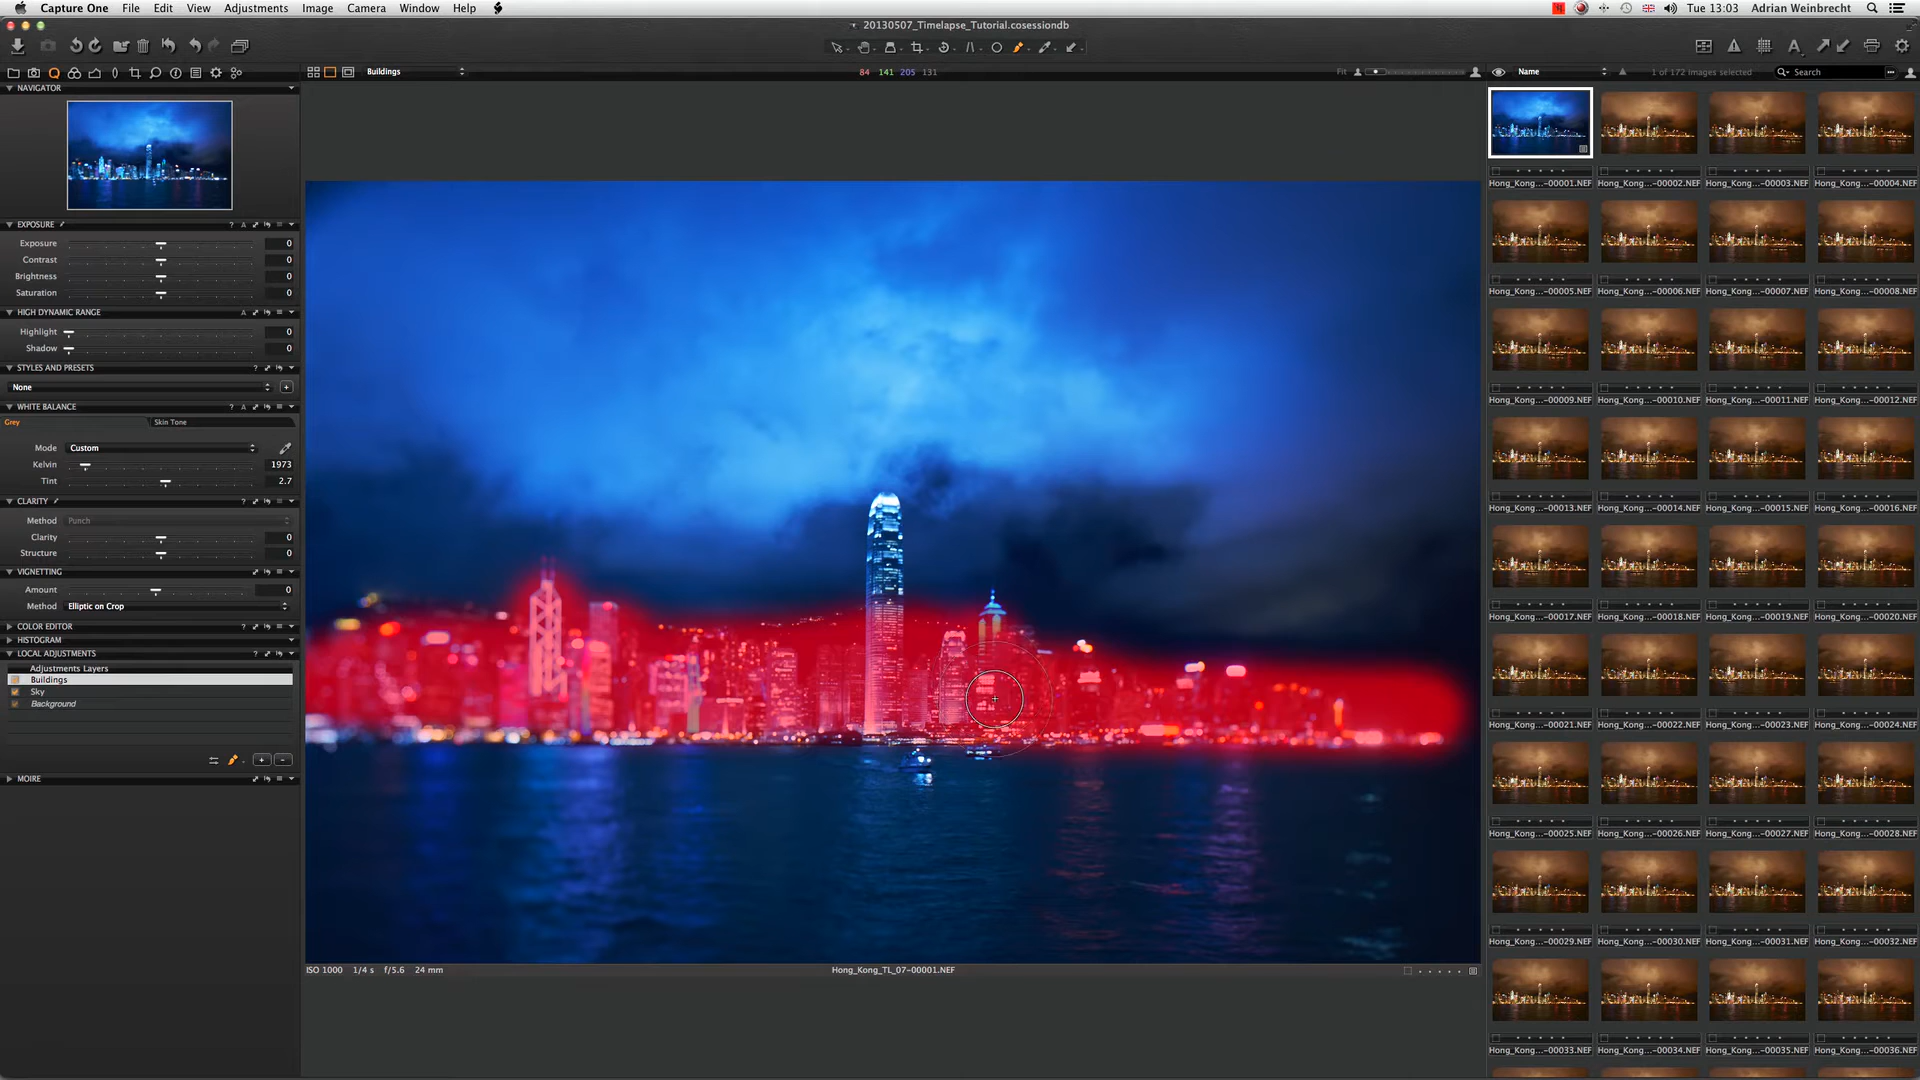 Capture One File Edit View Adjustments Image Camera Window Help
Tue 13:03 Adrian Weinbrecht
20130507_Timelapse_Tutorial.cosessiondb
Buildings
84 141 205 131
Fit
Name
1 of 172 images selected
Search
NAVIGATOR
EXPOSURE
Exposure 0
Contrast 0
Brightness 0
Saturation 0
HIGH DYNAMIC RANGE
Highlight 0
Shadow 0
STYLES AND PRESETS
None
WHITE BALANCE
Grey Skin Tone
Mode Custom
Kelvin 1973
Tint 2.7
CLARITY
Method Punch
Clarity 0
Structure 0
VIGNETTING
Amount 0
Method Elliptic on Crop
COLOR EDITOR
HISTOGRAM
LOCAL ADJUSTMENTS
Adjustments Layers
Buildings
Sky
Background
MOIRE
ISO 1000 1/4 s f/5.6 24 mm
Hong_Kong_TL_07-00001.NEF
Hong_Kong...-00001.NEF Hong_Kong...-00002.NEF Hong_Kong...-00003.NEF Hong_Kong...-00004.NEF
Hong_Kong...-00005.NEF Hong_Kong...-00006.NEF Hong_Kong...-00007.NEF Hong_Kong...-00008.NEF
Hong_Kong...-00009.NEF Hong_Kong...-00010.NEF Hong_Kong...-00011.NEF Hong_Kong...-00012.NEF
Hong_Kong...-00013.NEF Hong_Kong...-00014.NEF Hong_Kong...-00015.NEF Hong_Kong...-00016.NEF
Hong_Kong...-00017.NEF Hong_Kong...-00018.NEF Hong_Kong...-00019.NEF Hong_Kong...-00020.NEF
Hong_Kong...-00021.NEF Hong_Kong...-00022.NEF Hong_Kong...-00023.NEF Hong_Kong...-00024.NEF
Hong_Kong...-00025.NEF Hong_Kong...-00026.NEF Hong_Kong...-00027.NEF Hong_Kong...-00028.NEF
Hong_Kong...-00029.NEF Hong_Kong...-00030.NEF Hong_Kong...-00031.NEF Hong_Kong...-00032.NEF
Hong_Kong...-00033.NEF Hong_Kong...-00034.NEF Hong_Kong...-00035.NEF Hong_Kong...-00036.NEF